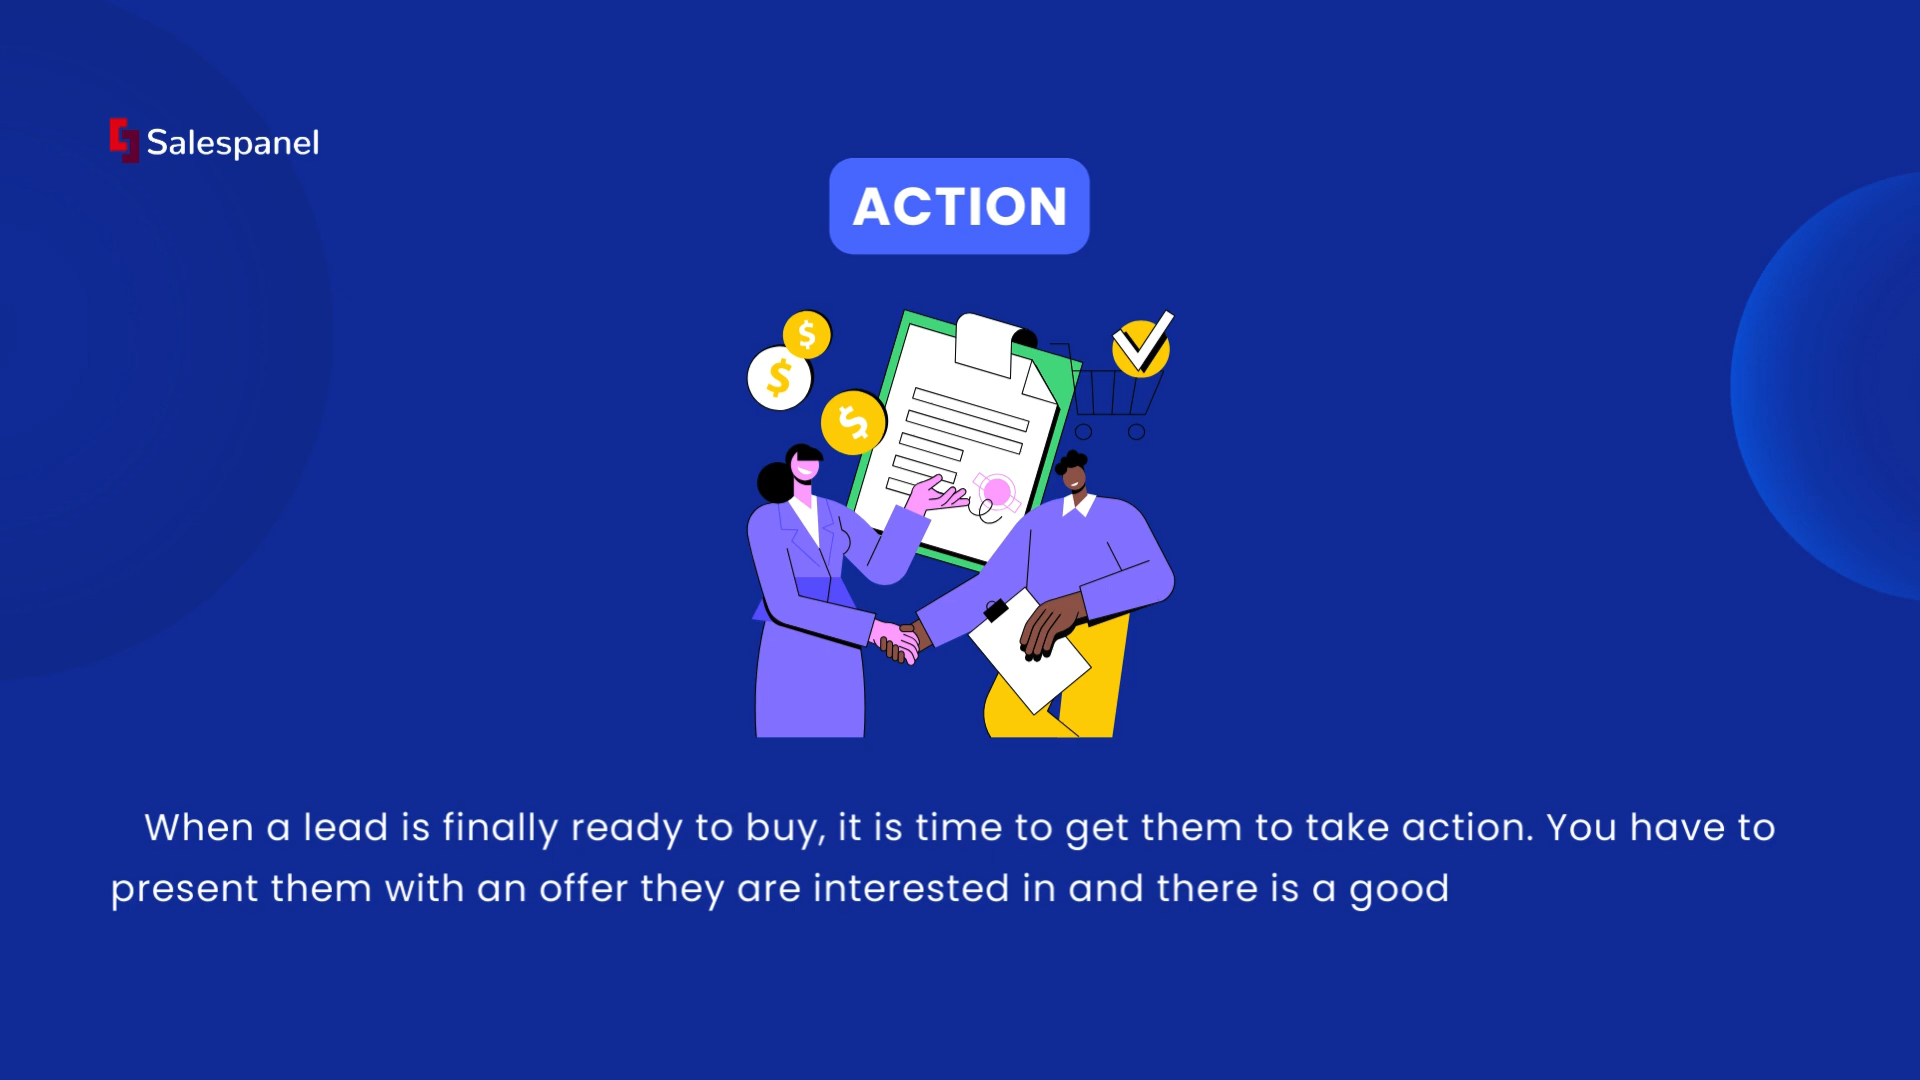 Salespanel
ACTION
$
$
$
When a lead is finally ready to buy, it is time to get them to take action. You have to
present them with an offer they are interested in and there is a good